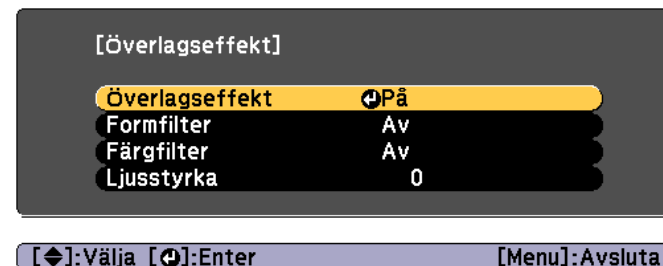 [Överlagseffekt]
Överlagseffekt På
Formfilter Av
Färgfilter Av
Ljusstyrka 0
[◆]:Välja [↵]:Enter [Menu]:Avsluta